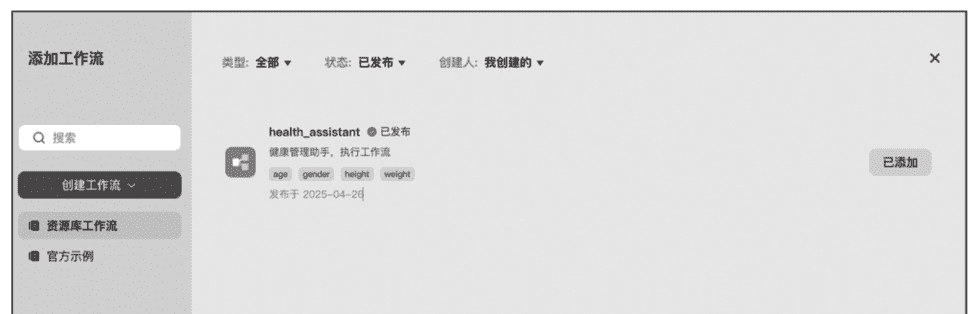 添加工作流
搜索
创建工作流
资源库工作流
官方示例
类型: 全部 状态: 已发布 创建人: 我创建的
health_assistant 已发布
健康管理助手，执行工作流
age gender height weight
发布于 2025-04-26
已添加